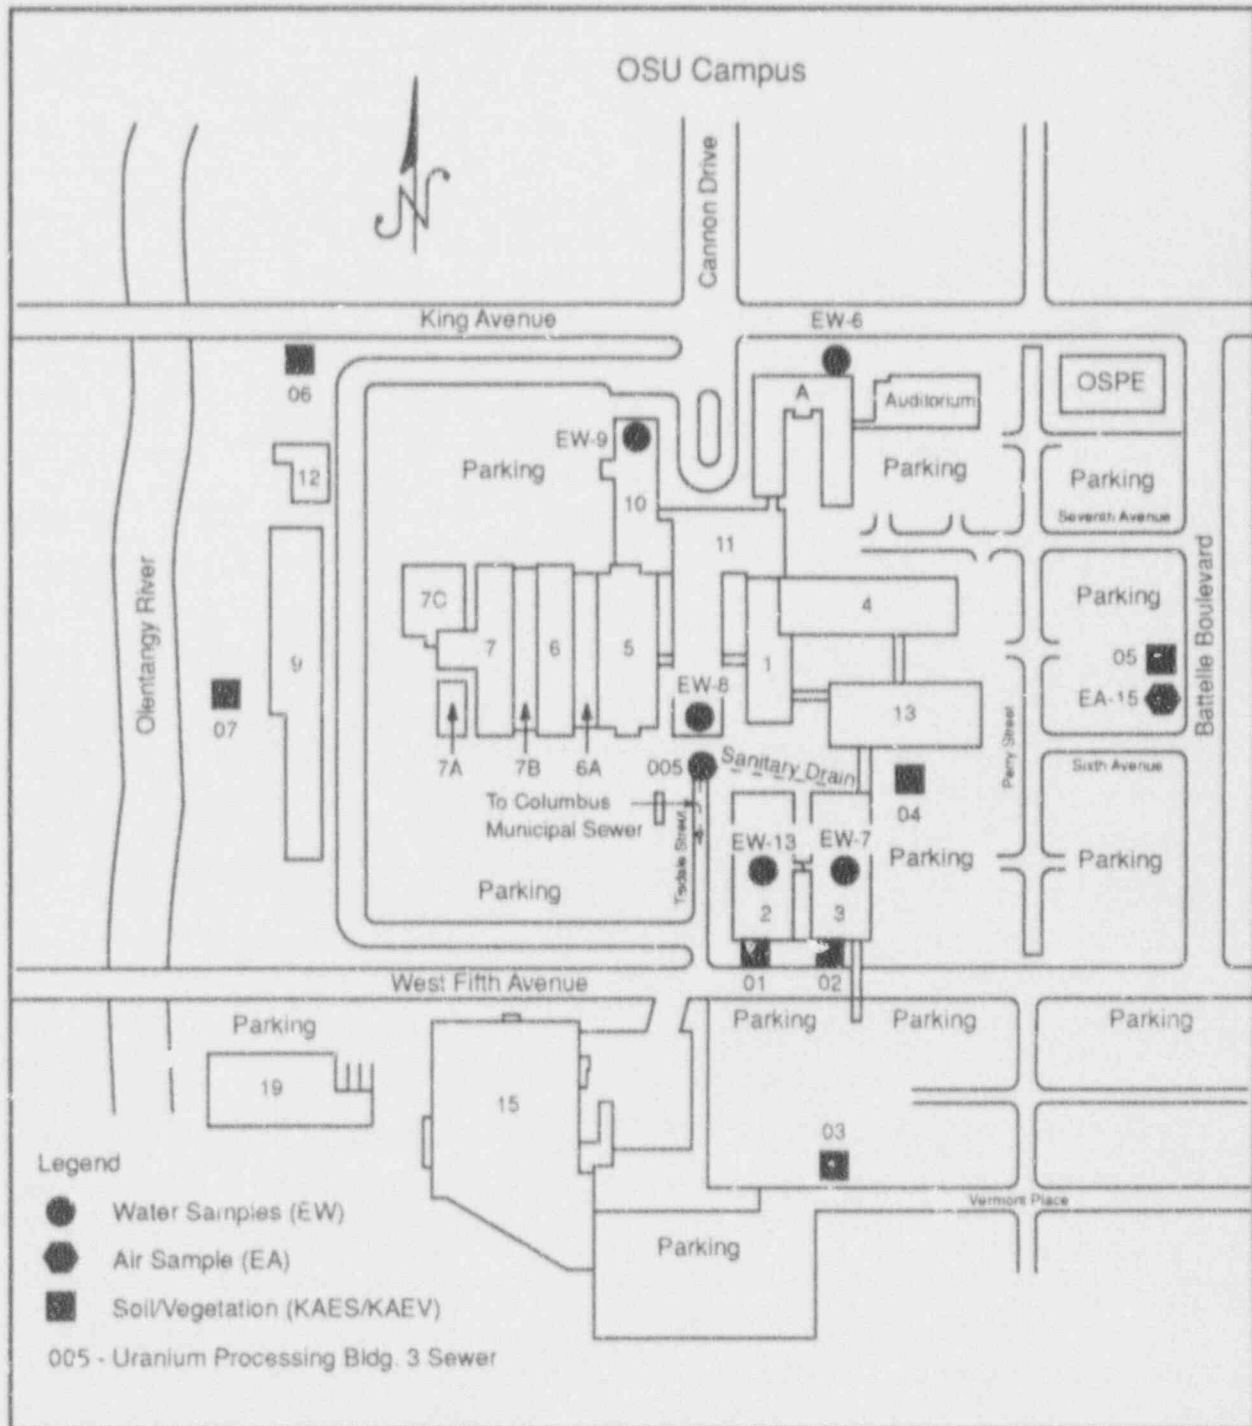 OSU Campus
N
Cannon Drive
King Avenue
EW-6
06
A
OSPE
Auditorium
EW-9
12
Parking
10
Parking
Parking
Seventh Avenue
11
Olentangy River
Battelle Boulevard
7C
4
Parking
9
7
6
5
1
05
EW-8
EA-15
07
13
Perry Street
7A
7B
6A
005
Sanitary Drain
Sixth Avenue
04
To Columbus
Municipal Sewer
Tisdale Street
EW-13
EW-7
Parking
Parking
Parking
2
3
01
02
West Fifth Avenue
Parking
Parking
Parking
Parking
19
15
03
Vermont Place
Parking
Legend
Water Samples (EW)
Air Sample (EA)
Soil/Vegetation (KAES/KAEV)
005 - Uranium Processing Bldg. 3 Sewer